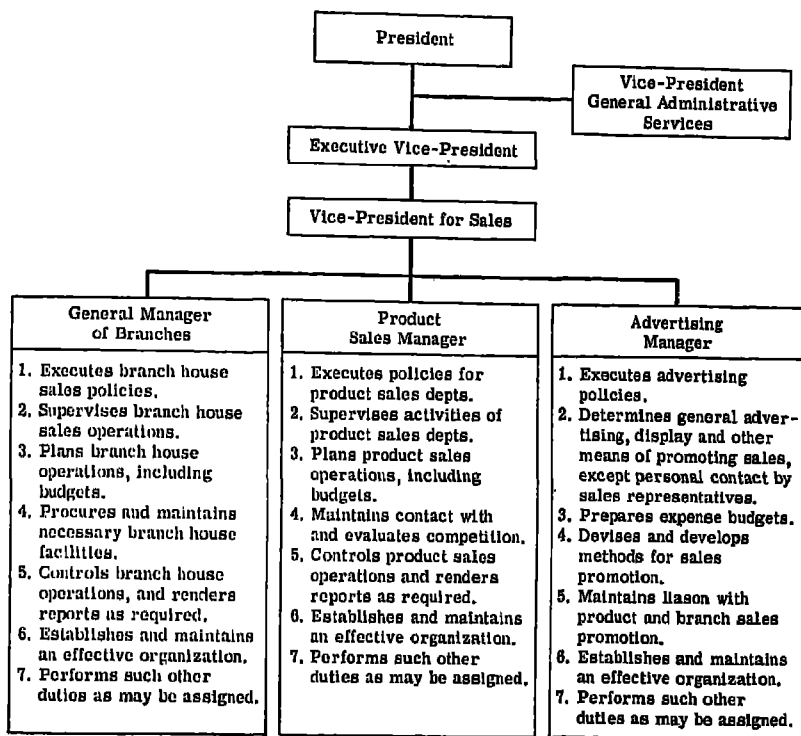 President
Vice-President
General Administrative
Services
Executive Vice-President
Vice-President for Sales
General Manager
of Branches
1. Executes branch house
sales policies.
2. Supervises branch house
sales operations.
3. Plans branch house
operations, including
budgets.
4. Procures and maintains
necessary branch house
facilities.
5. Controls branch house
operations, and renders
reports as required.
6. Establishes and maintains
an effective organization.
7. Performs such other
duties as may be assigned.
Product
Sales Manager
1. Executes policies for
product sales depts.
2. Supervises activities of
product sales depts.
3. Plans product sales
operations, including
budgets.
4. Maintains contact with
and evaluates competition.
5. Controls product sales
operations and renders
reports as required.
6. Establishes and maintains
an effective organization.
7. Performs such other
duties as may be assigned.
Advertising
Manager
1. Executes advertising
policies.
2. Determines general adver-
tising, display and other
means of promoting sales,
except personal contact by
sales representatives.
3. Prepares expense budgets.
4. Devises and develops
methods for sales
promotion.
5. Maintains liason with
product and branch sales
promotion.
6. Establishes and maintains
an effective organization.
7. Performs such other
duties as may be assigned.